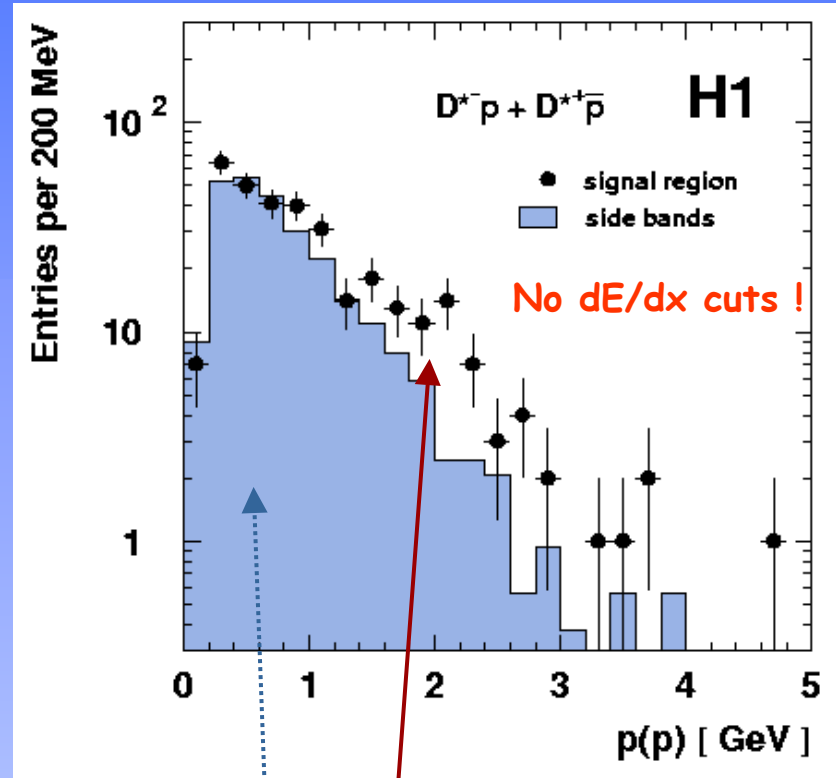 Entries per 200 MeV
10²
10
1
D*⁻p + D*⁺p̄
H1
signal region
side bands
No dE/dx cuts !
0 1 2 3 4 5
p(p) [ GeV ]